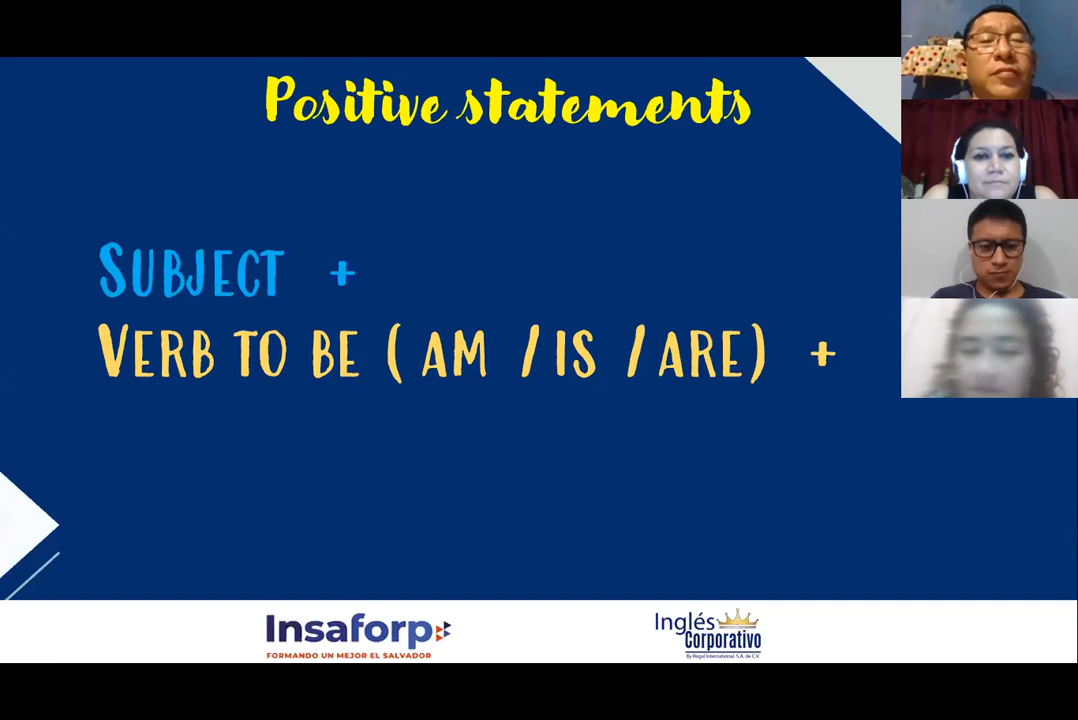 Positive statements
SUBJECT +
VERB TO BE ( AM / IS / ARE) +
Insaforp
FORMANDO UN MEJOR EL SALVADOR
Inglés
Corporativo
By Regal International, S.A. de C.V.